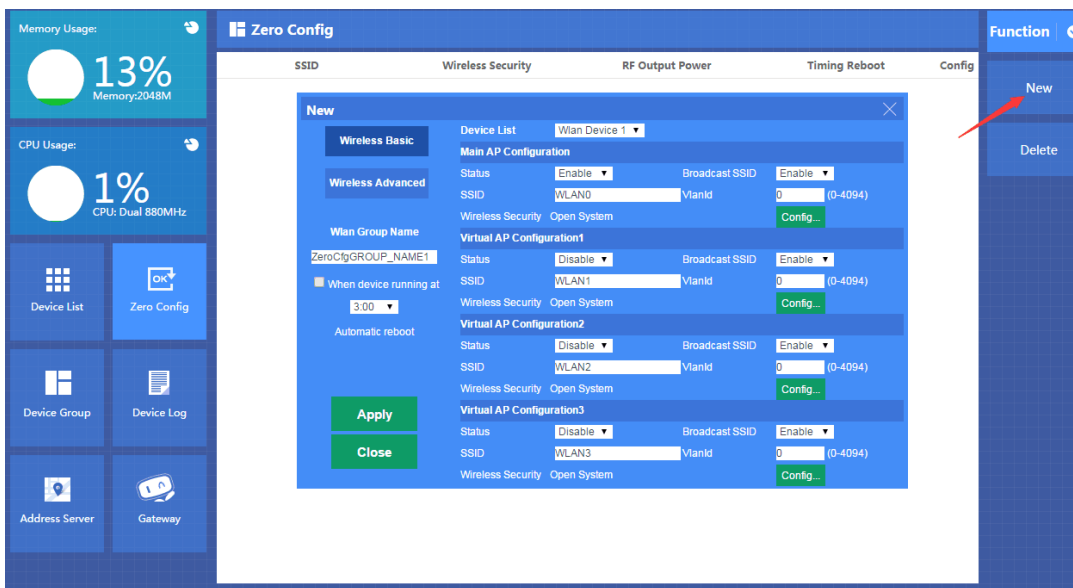 Memory Usage:
13%
Memory:2048M
CPU Usage:
1%
CPU: Dual 880MHz
Device List
Zero Config
Device Group
Device Log
Address Server
Gateway
Zero Config
SSID Wireless Security RF Output Power Timing Reboot Config
New
Wireless Basic
Wireless Advanced
Wlan Group Name
ZeroCfgGROUP_NAME1
When device running at
3:00
Automatic reboot
Apply
Close
Device List Wlan Device 1
Main AP Configuration
Status Enable Broadcast SSID Enable
SSID WLAN0 VlanId 0 (0-4094)
Wireless Security Open System Config...
Virtual AP Configuration1
Status Disable Broadcast SSID Enable
SSID WLAN1 VlanId 0 (0-4094)
Wireless Security Open System Config...
Virtual AP Configuration2
Status Disable Broadcast SSID Enable
SSID WLAN2 VlanId 0 (0-4094)
Wireless Security Open System Config...
Virtual AP Configuration3
Status Disable Broadcast SSID Enable
SSID WLAN3 VlanId 0 (0-4094)
Wireless Security Open System Config...
Function
New
Delete